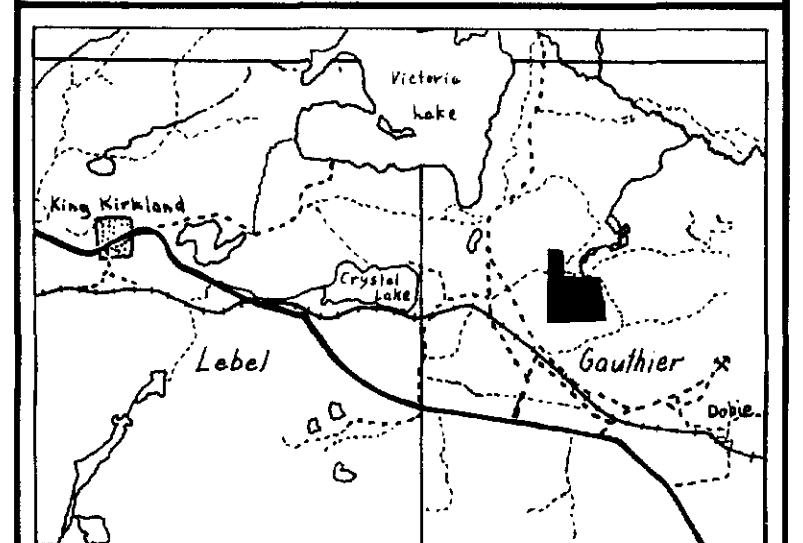 Victoria
Lake
King Kirkland
Crystal
Lake
Lebel
Gauthier
Dobie